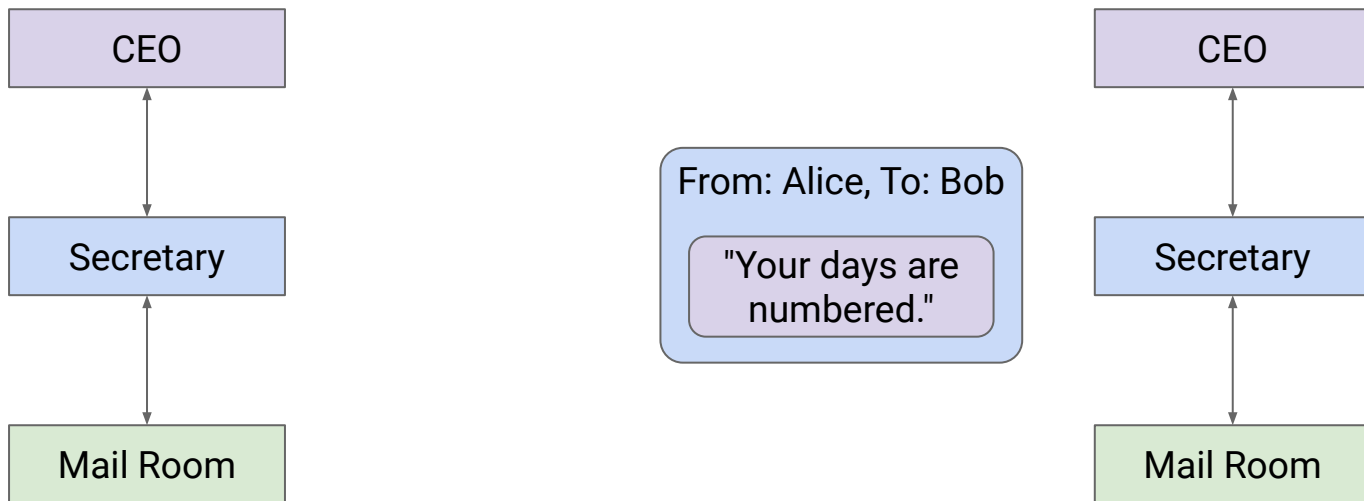 CEO
CEO
From: Alice, To: Bob
Secretary
"Your days are
numbered."
Secretary
Mail Room
Mail Room